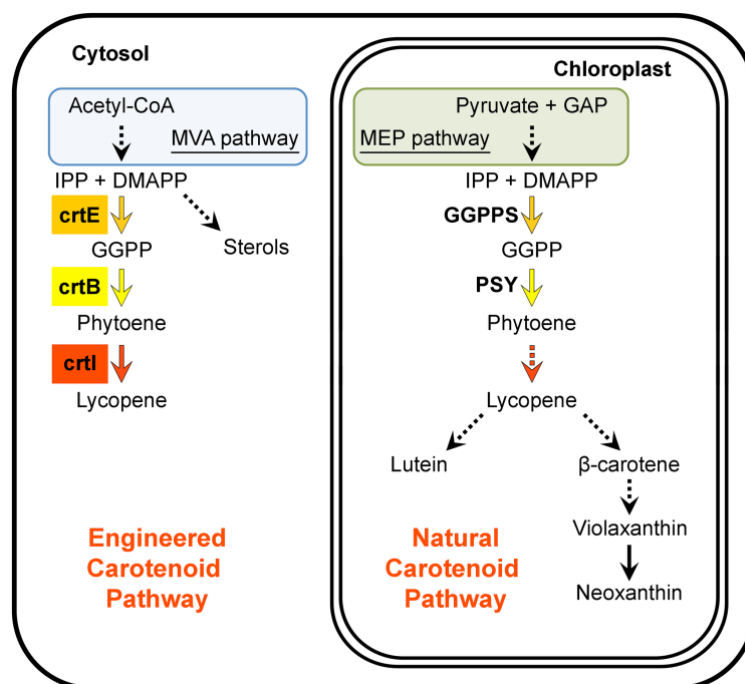 Cytosol
Acetyl-CoA
MVA pathway
IPP + DMAPP
crtE
GGPP
Sterols
crtB
Phytoene
crtI
Lycopene
Engineered
Carotenoid
Pathway
Chloroplast
Pyruvate + GAP
MEP pathway
IPP + DMAPP
GGPPS
GGPP
PSY
Phytoene
Lycopene
Lutein
β-carotene
Violaxanthin
Neoxanthin
Natural
Carotenoid
Pathway